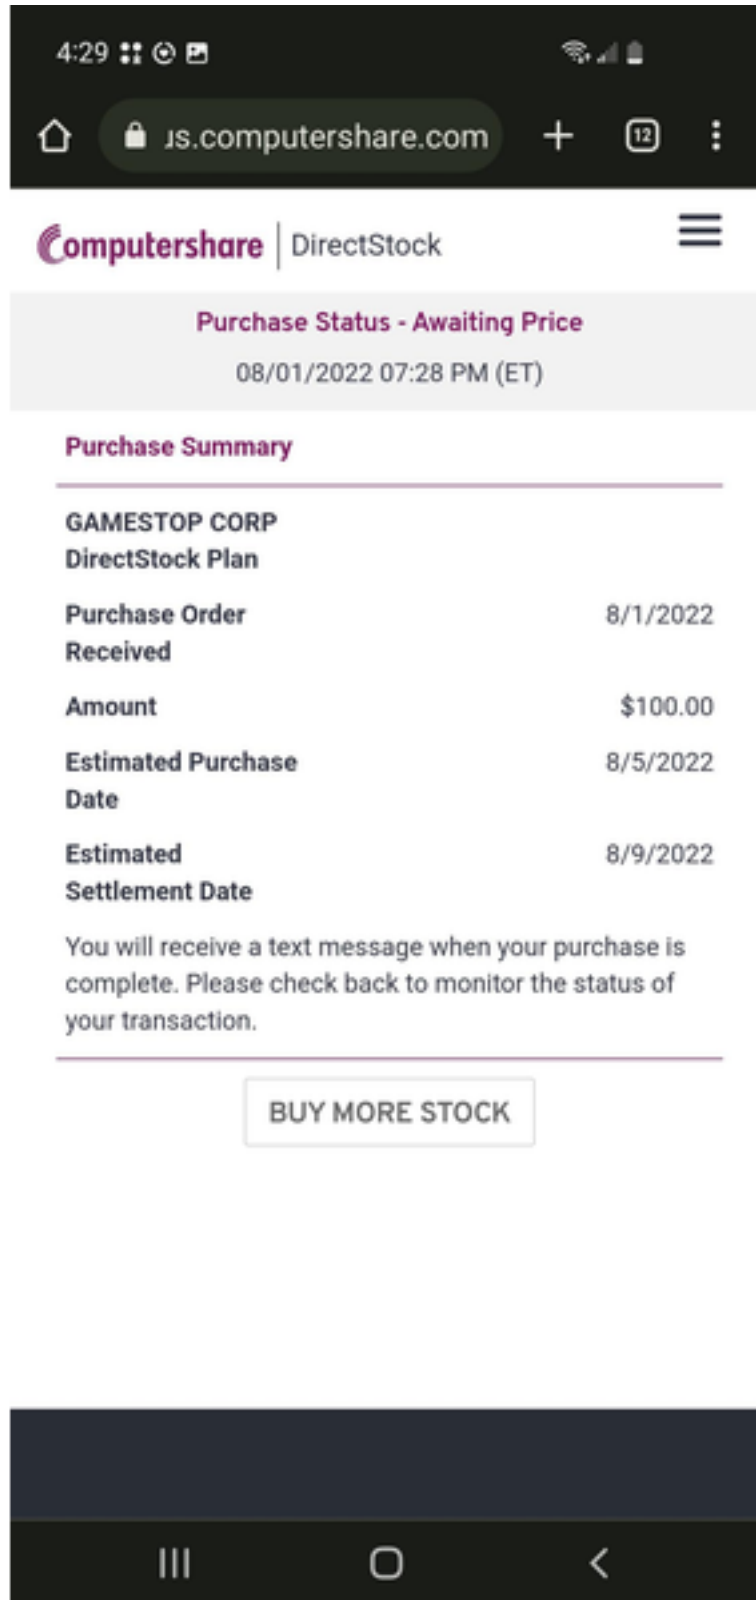 4:29
us.computershare.com
12
Computershare | DirectStock
Purchase Status - Awaiting Price
08/01/2022 07:28 PM (ET)
Purchase Summary
GAMESTOP CORP
DirectStock Plan
Purchase Order 8/1/2022
Received
Amount $100.00
Estimated Purchase 8/5/2022
Date
Estimated 8/9/2022
Settlement Date
You will receive a text message when your purchase is
complete. Please check back to monitor the status of
your transaction.
BUY MORE STOCK